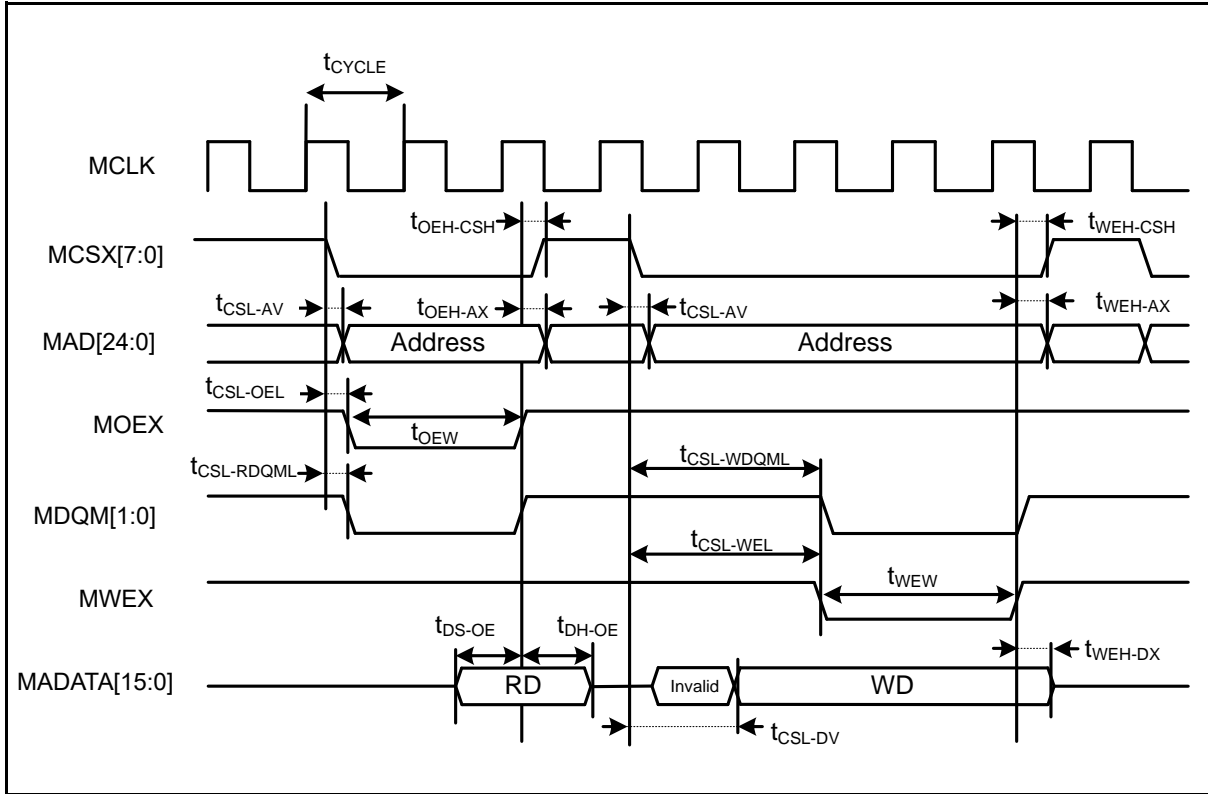 tCYCLE
MCLK
tOEH-CSH
tWEH-CSH
MCSX[7:0]
tCSL-AV
tOEH-AX
tCSL-AV
tWEH-AX
MAD[24:0]
Address
Address
tCSL-OEL
MOEX
tOEW
tCSL-RDQML
tCSL-WDQML
MDQM[1:0]
tCSL-WEL
tWEW
MWEX
tDS-OE
tDH-OE
tWEH-DX
MADATA[15:0]
RD
Invalid
WD
tCSL-DV